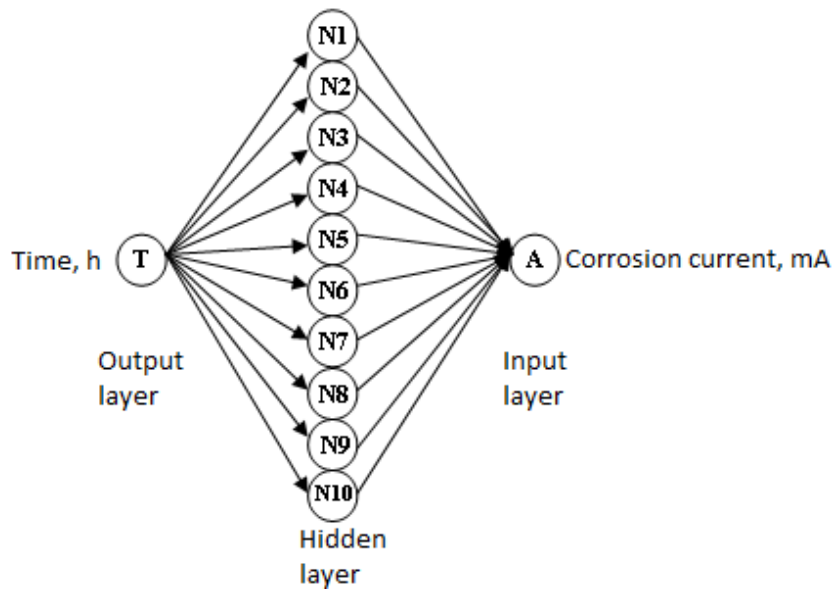 N1
N2
N3
N4
N5
Time, h
T
A
Corrosion current, mA
N6
N7
Output
layer
Input
layer
N8
N9
N10
Hidden
layer